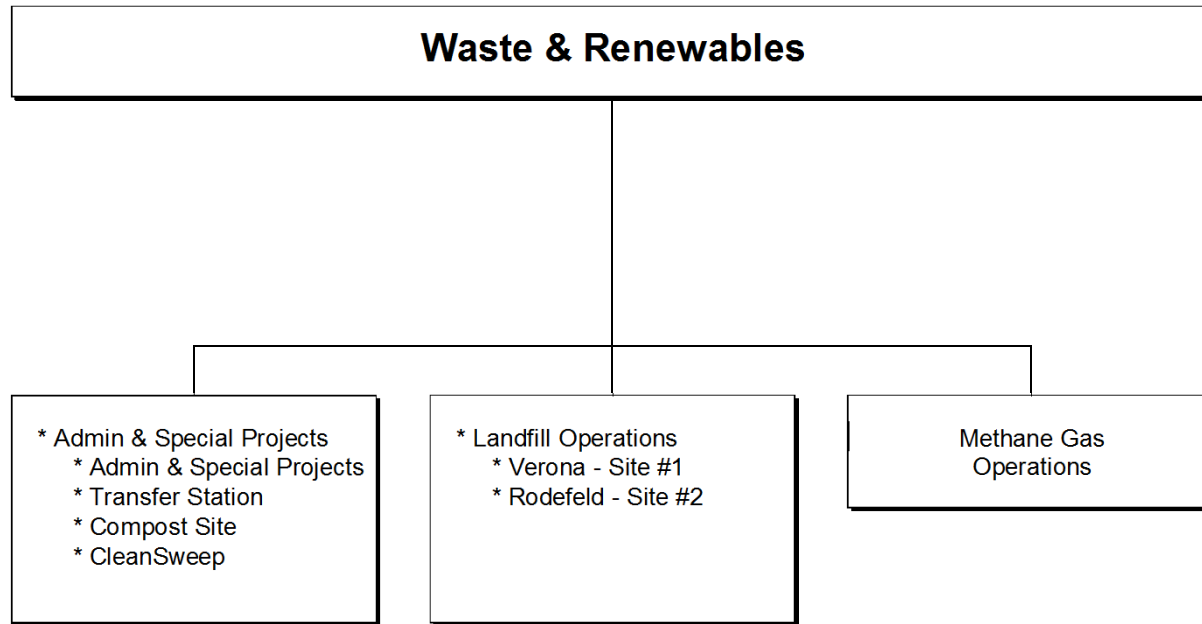 Waste & Renewables
* Admin & Special Projects
* Admin & Special Projects
* Transfer Station
* Compost Site
* CleanSweep
* Landfill Operations
* Verona - Site #1
* Rodefeld - Site #2
Methane Gas
Operations